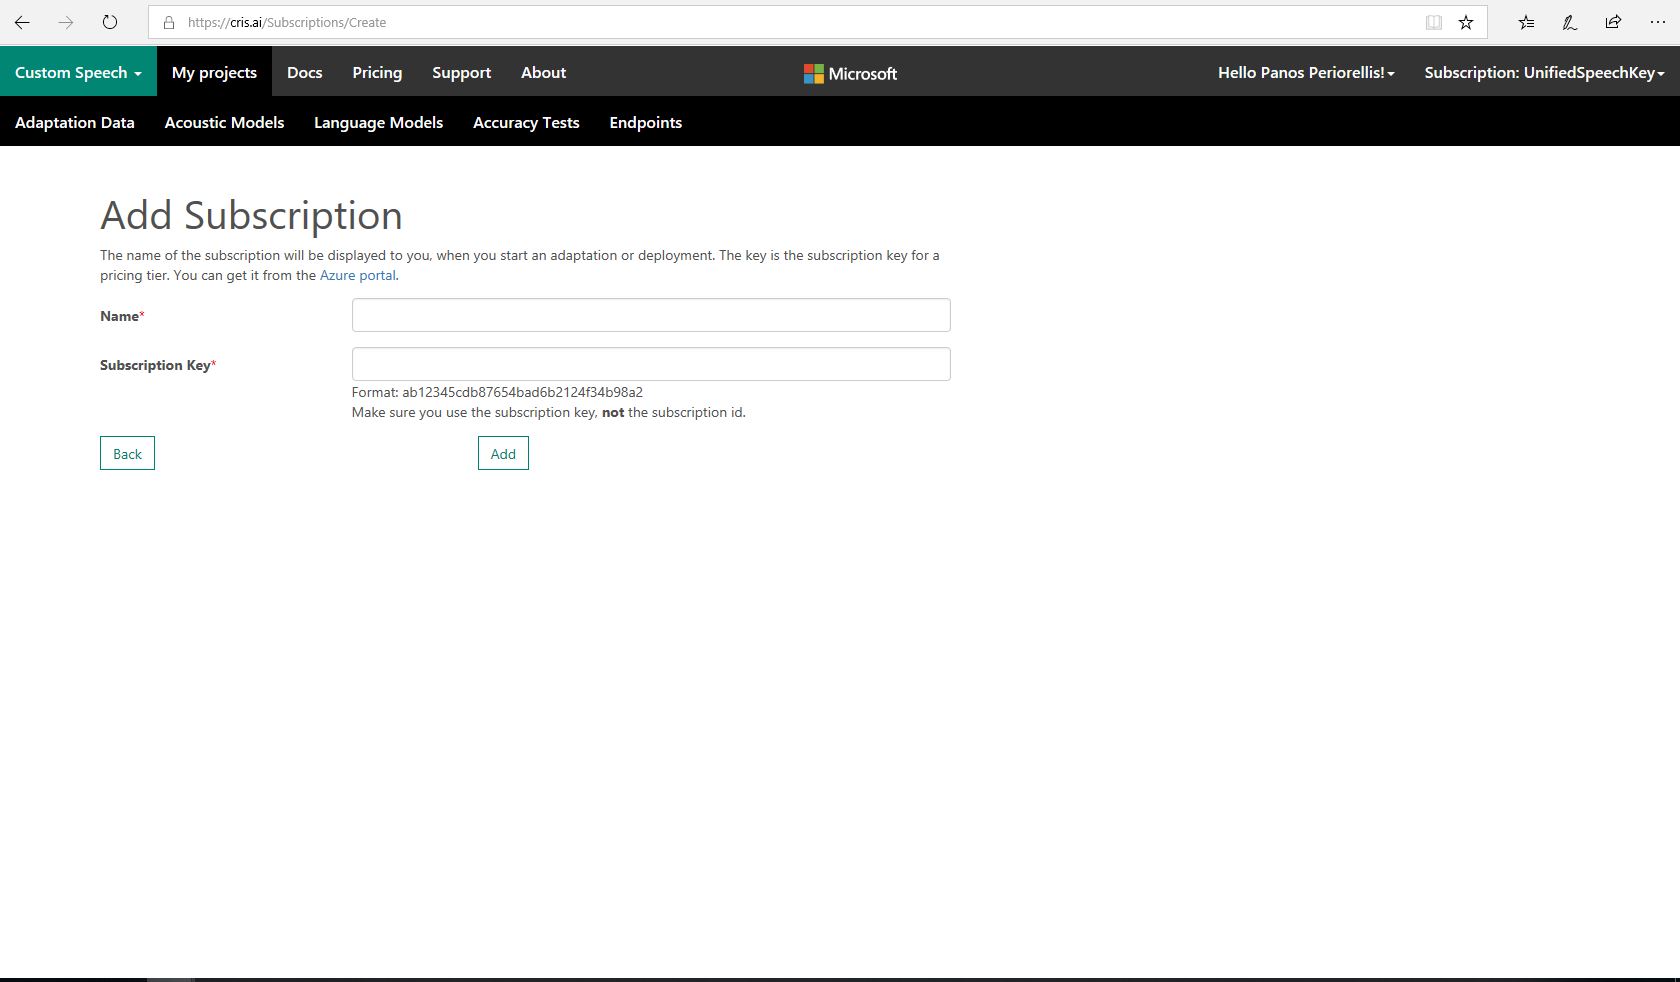 https://cris.ai/Subscriptions/Create
Custom Speech My projects Docs Pricing Support About Microsoft Hello Panos Periorellis! Subscription: UnifiedSpeechKey
Adaptation Data Acoustic Models Language Models Accuracy Tests Endpoints
Add Subscription
The name of the subscription will be displayed to you, when you start an adaptation or deployment. The key is the subscription key for a
pricing tier. You can get it from the Azure portal.
Name*
Subscription Key*
Format: ab12345cdb87654bad6b2124f34b98a2
Make sure you use the subscription key, not the subscription id.
Back Add